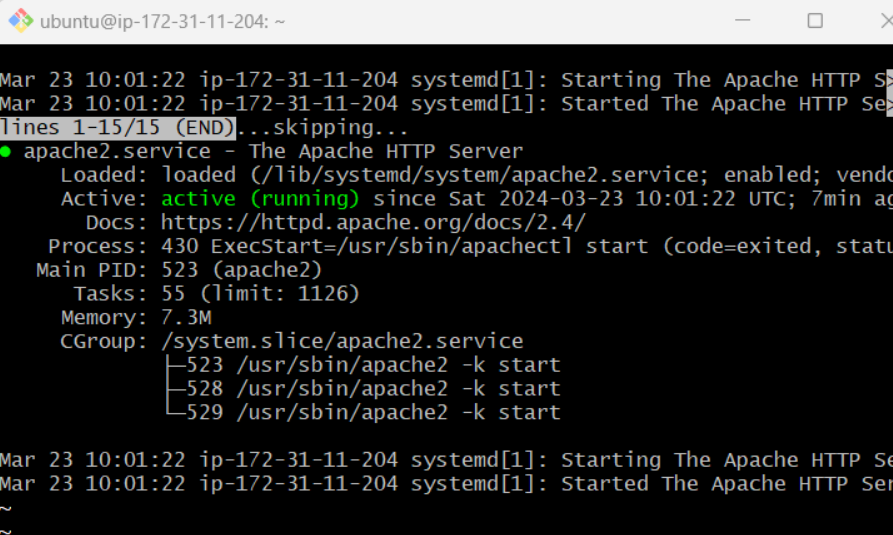 ubuntu@ip-172-31-11-204: ~
Mar 23 10:01:22 ip-172-31-11-204 systemd[1]: Starting The Apache HTTP S>
Mar 23 10:01:22 ip-172-31-11-204 systemd[1]: Started The Apache HTTP Se>
lines 1-15/15 (END)...skipping...
● apache2.service - The Apache HTTP Server
Loaded: loaded (/lib/systemd/system/apache2.service; enabled; vendo
Active: active (running) since Sat 2024-03-23 10:01:22 UTC; 7min ag
Docs: https://httpd.apache.org/docs/2.4/
Process: 430 ExecStart=/usr/sbin/apachectl start (code=exited, statu
Main PID: 523 (apache2)
Tasks: 55 (limit: 1126)
Memory: 7.3M
CGroup: /system.slice/apache2.service
├─523 /usr/sbin/apache2 -k start
├─528 /usr/sbin/apache2 -k start
└─529 /usr/sbin/apache2 -k start
Mar 23 10:01:22 ip-172-31-11-204 systemd[1]: Starting The Apache HTTP Se
Mar 23 10:01:22 ip-172-31-11-204 systemd[1]: Started The Apache HTTP Ser
~
~